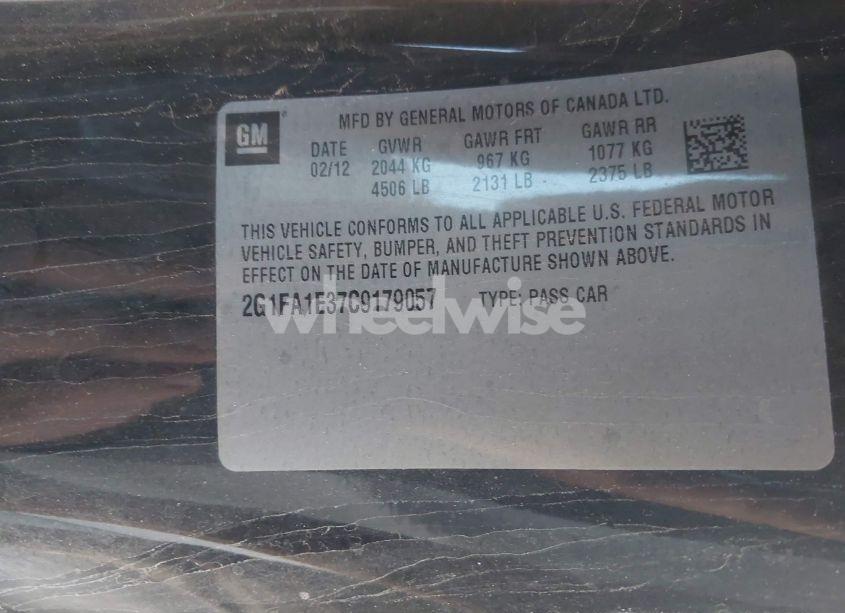 GM
MFD BY GENERAL MOTORS OF CANADA LTD.
DATE GVWR GAWR FRT GAWR RR
02/12 2044 KG 967 KG 1077 KG
4506 LB 2131 LB 2375 LB
THIS VEHICLE CONFORMS TO ALL APPLICABLE U.S. FEDERAL MOTOR
VEHICLE SAFETY, BUMPER, AND THEFT PREVENTION STANDARDS IN
EFFECT ON THE DATE OF MANUFACTURE SHOWN ABOVE.
2G1FA1E37C9179057 TYPE: PASS CAR
wheelwise